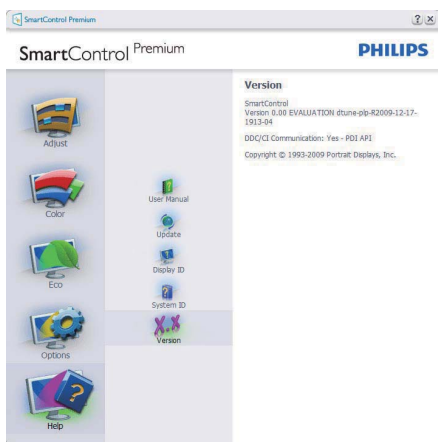 SmartControl Premium
SmartControl Premium
PHILIPS
Adjust
Color
Eco
Options
Help
User Manual
Update
Display ID
System ID
X.X
Version
Version
SmartControl
Version 0.00 EVALUATION dtune-plp-R2009-12-17-
1913-04
DDC/CI Communication: Yes - PDI API
Copyright © 1993-2009 Portrait Displays, Inc.